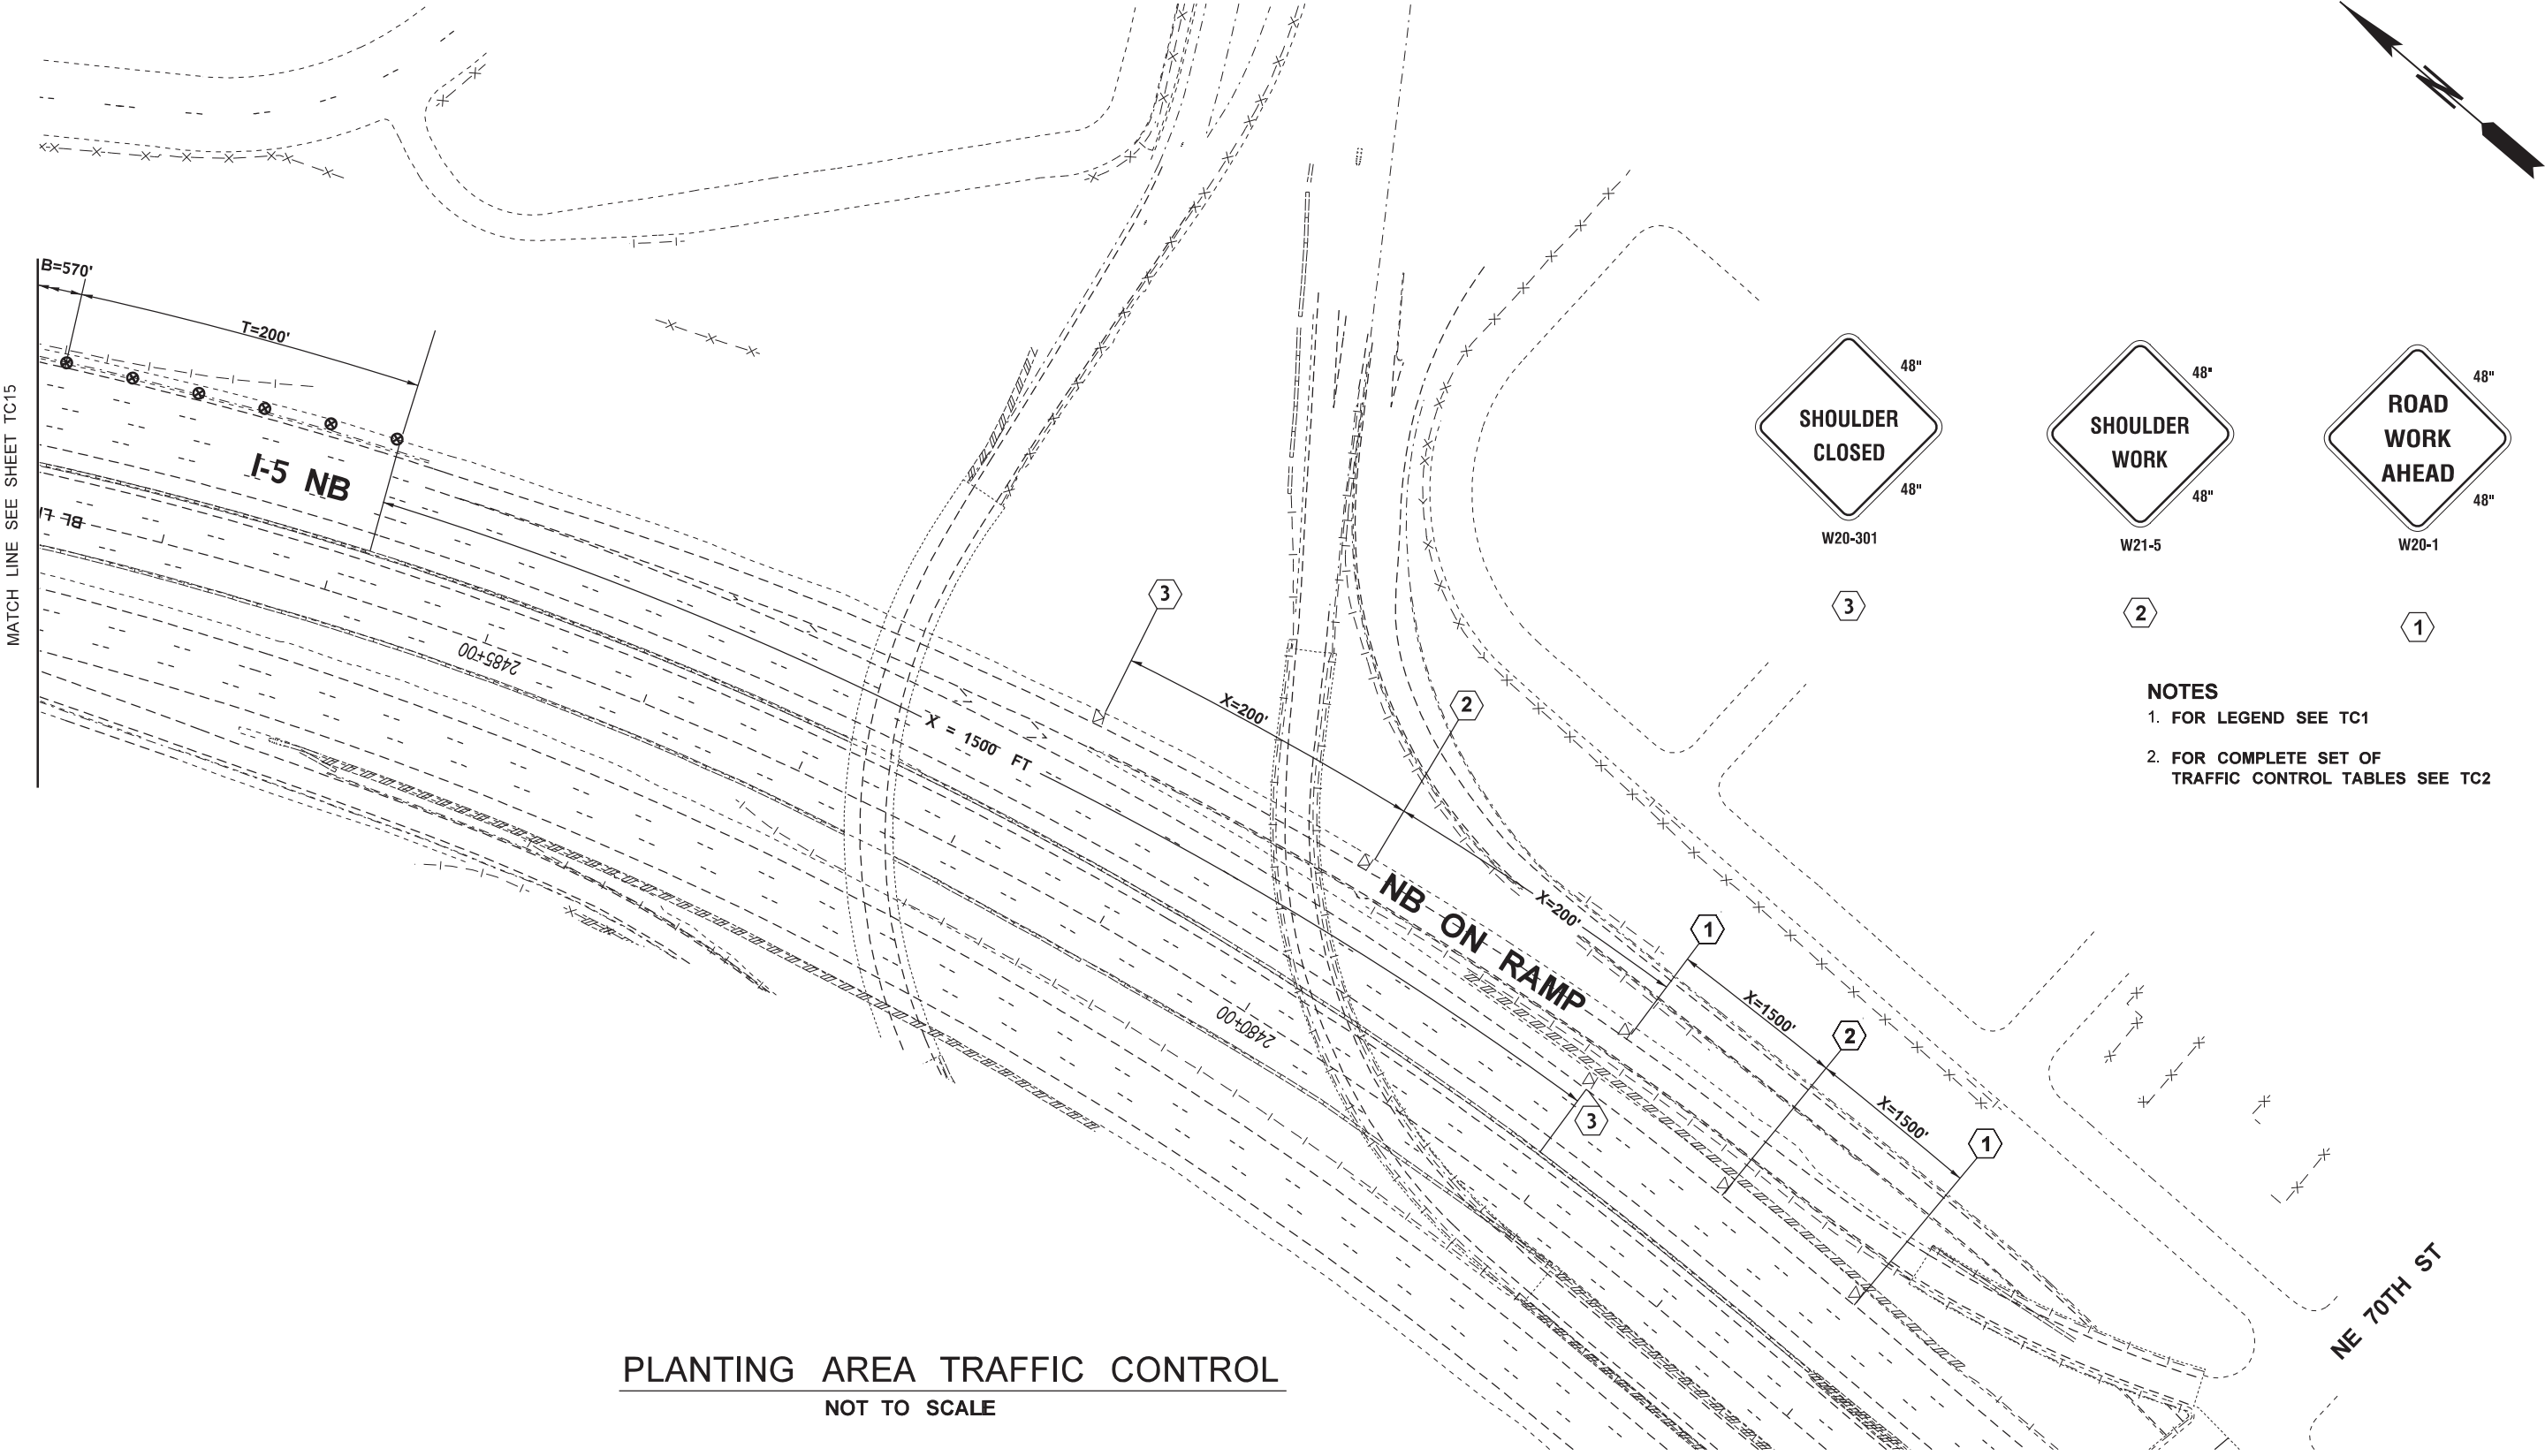 N
B=570'
T=200'
MATCH LINE SEE SHEET TC15
I-5 NB
2485+00
X = 1500 FT
3
X=200'
2
X=200'
NB ON RAMP
1
X=1500'
2
X=1500'
1
3
2480+00
NE 70TH ST
SHOULDER
CLOSED
48"
48"
W20-301
3
SHOULDER
WORK
48"
48"
W21-5
2
ROAD
WORK
AHEAD
48"
48"
W20-1
1
NOTES
1. FOR LEGEND SEE TC1
2. FOR COMPLETE SET OF
TRAFFIC CONTROL TABLES SEE TC2
PLANTING AREA TRAFFIC CONTROL
NOT TO SCALE